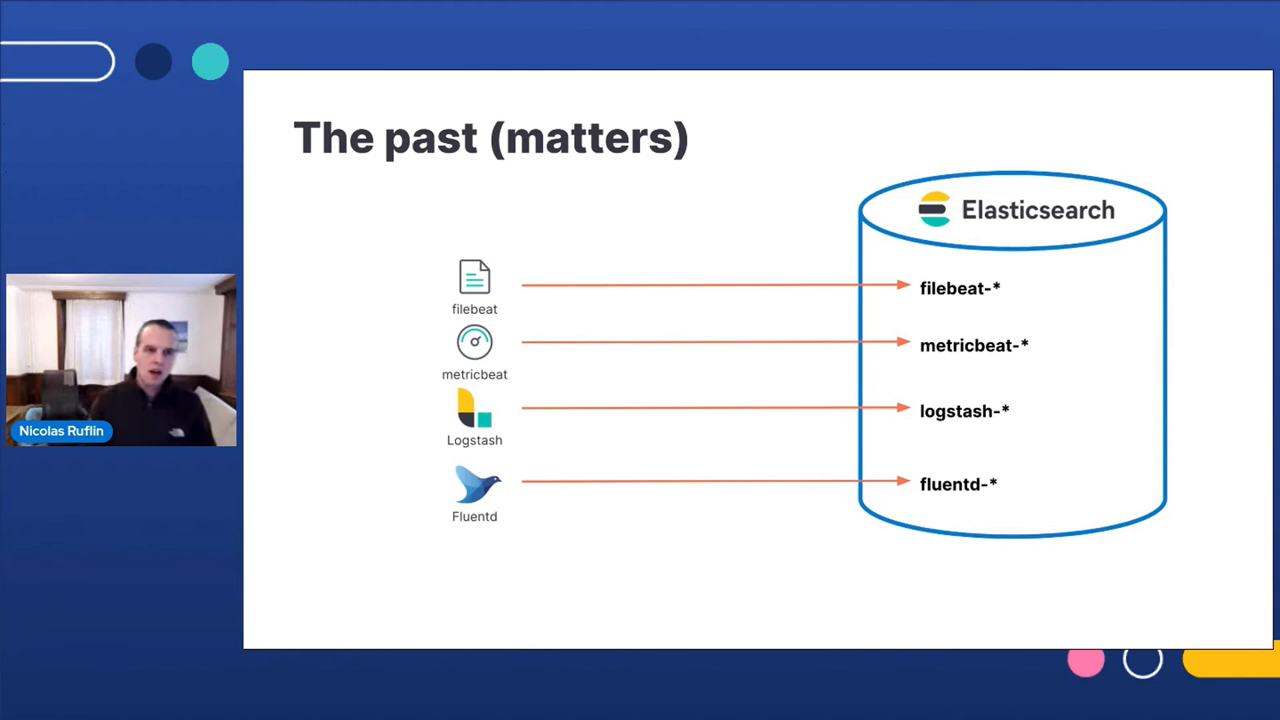 The past (matters)
Elasticsearch
filebeat
filebeat-*
metricbeat
metricbeat-*
Logstash
logstash-*
Fluentd
fluentd-*
Nicolas Ruflin